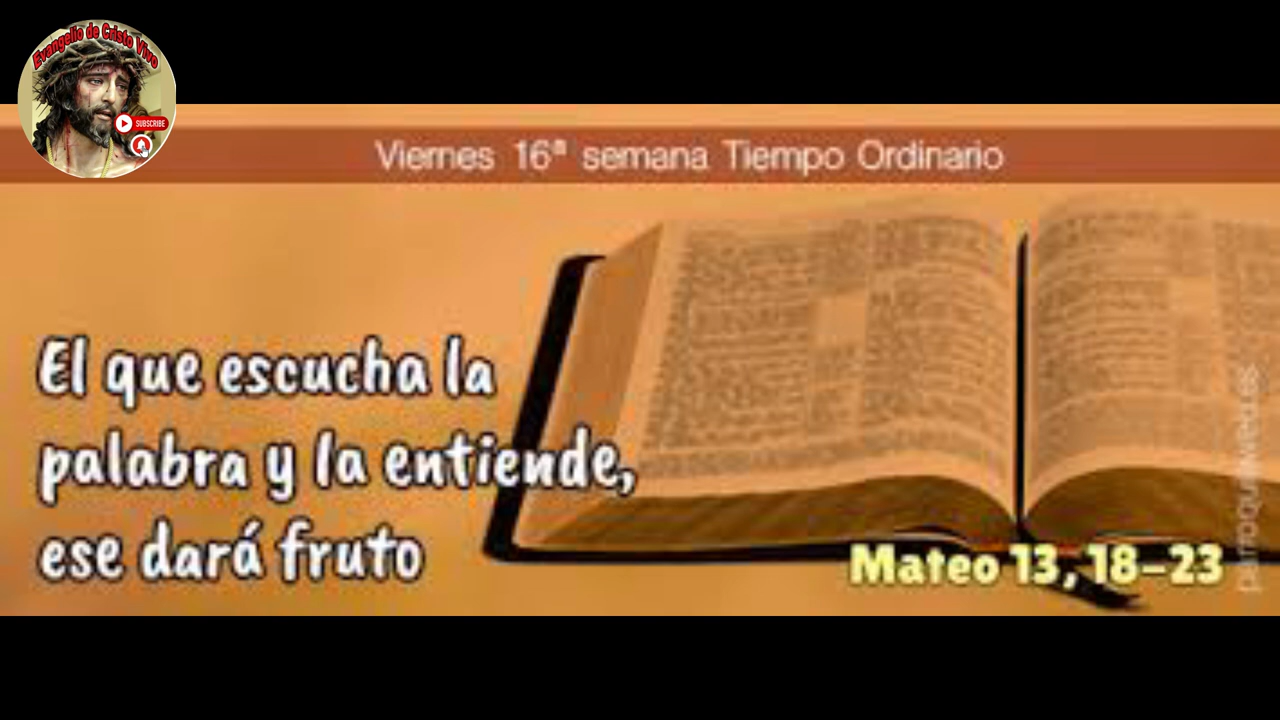 Evangelio de Cristo Vivo
SUBSCRIBE
Viernes 16ª semana Tiempo Ordinario
El que escucha la
palabra y la entiende,
ese dará fruto
Mateo 13, 18-23